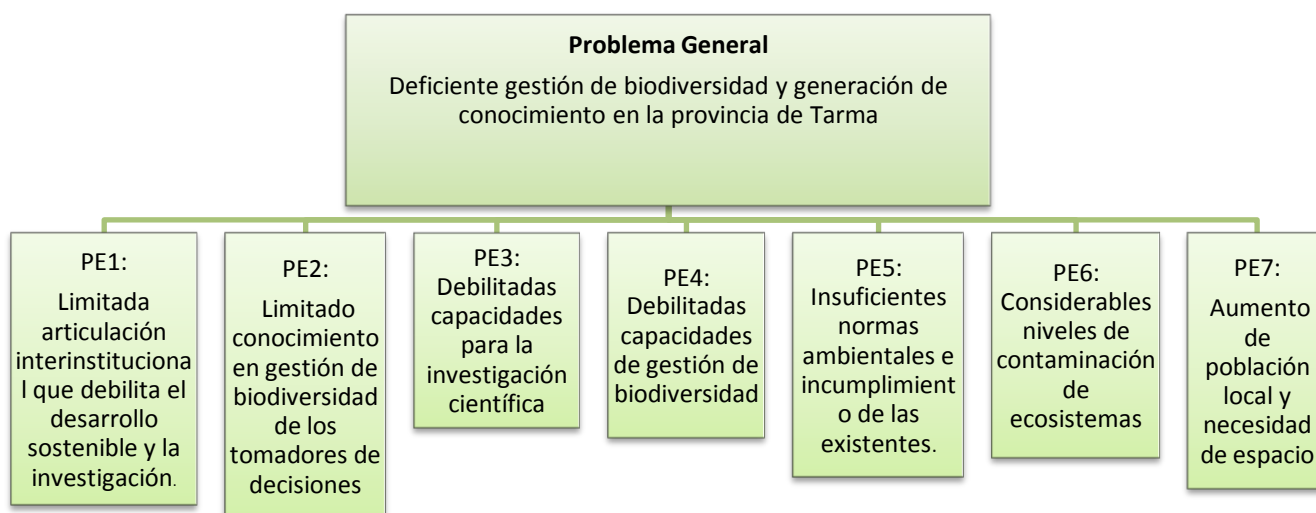 Problema General
Deficiente gestión de biodiversidad y generación de
conocimiento en la provincia de Tarma
PE1:
Limitada
articulación
interinstituciona
l que debilita el
desarrollo
sostenible y la
investigación.
PE2:
Limitado
conocimiento
en gestión de
biodiversidad
de los
tomadores de
decisiones
PE3:
Debilitadas
capacidades
para la
investigación
científica
PE4:
Debilitadas
capacidades
de gestión de
biodiversidad
PE5:
Insuficientes
normas
ambientales e
incumplimient
o de las
existentes.
PE6:
Considerables
niveles de
contaminación
de
ecosistemas
PE7:
Aumento
de
población
local y
necesidad
de espacio